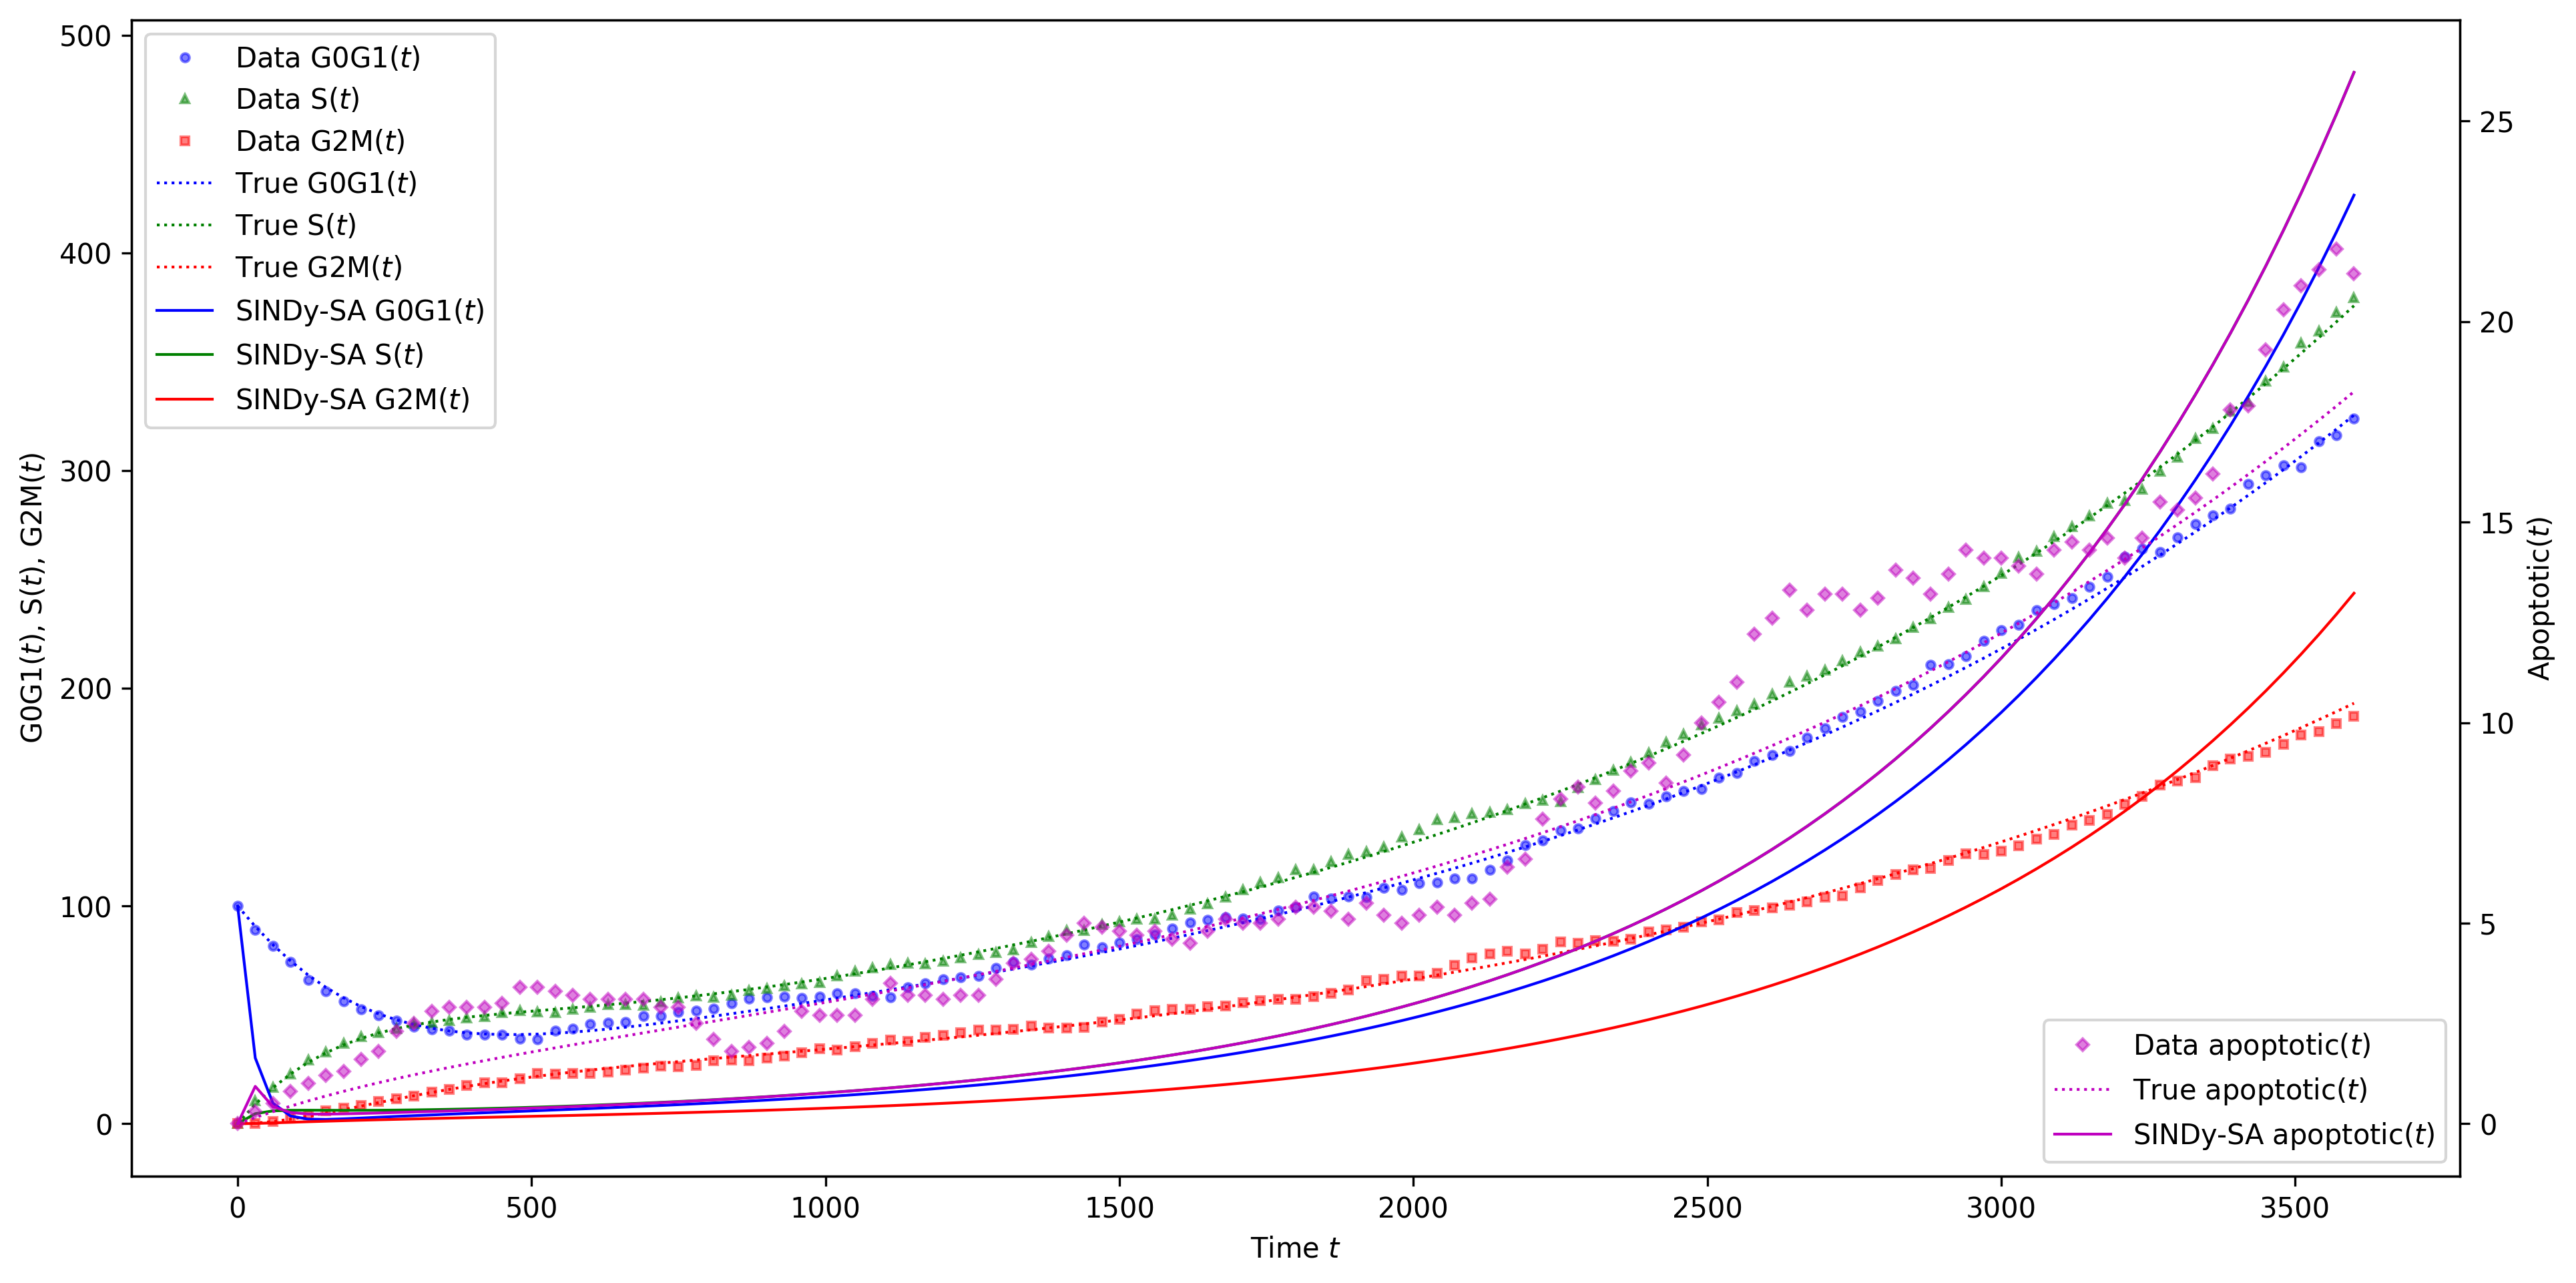 500
400
300
200
100
0
G0G1(t), S(t), G2M(t)
Data G0G1(t)
Data S(t)
Data G2M(t)
True G0G1(t)
True S(t)
True G2M(t)
SINDy-SA G0G1(t)
SINDy-SA S(t)
SINDy-SA G2M(t)
25
20
15
10
5
0
Apoptotic(t)
Data apoptotic(t)
True apoptotic(t)
SINDy-SA apoptotic(t)
0 500 1000 1500 2000 2500 3000 3500
Time t